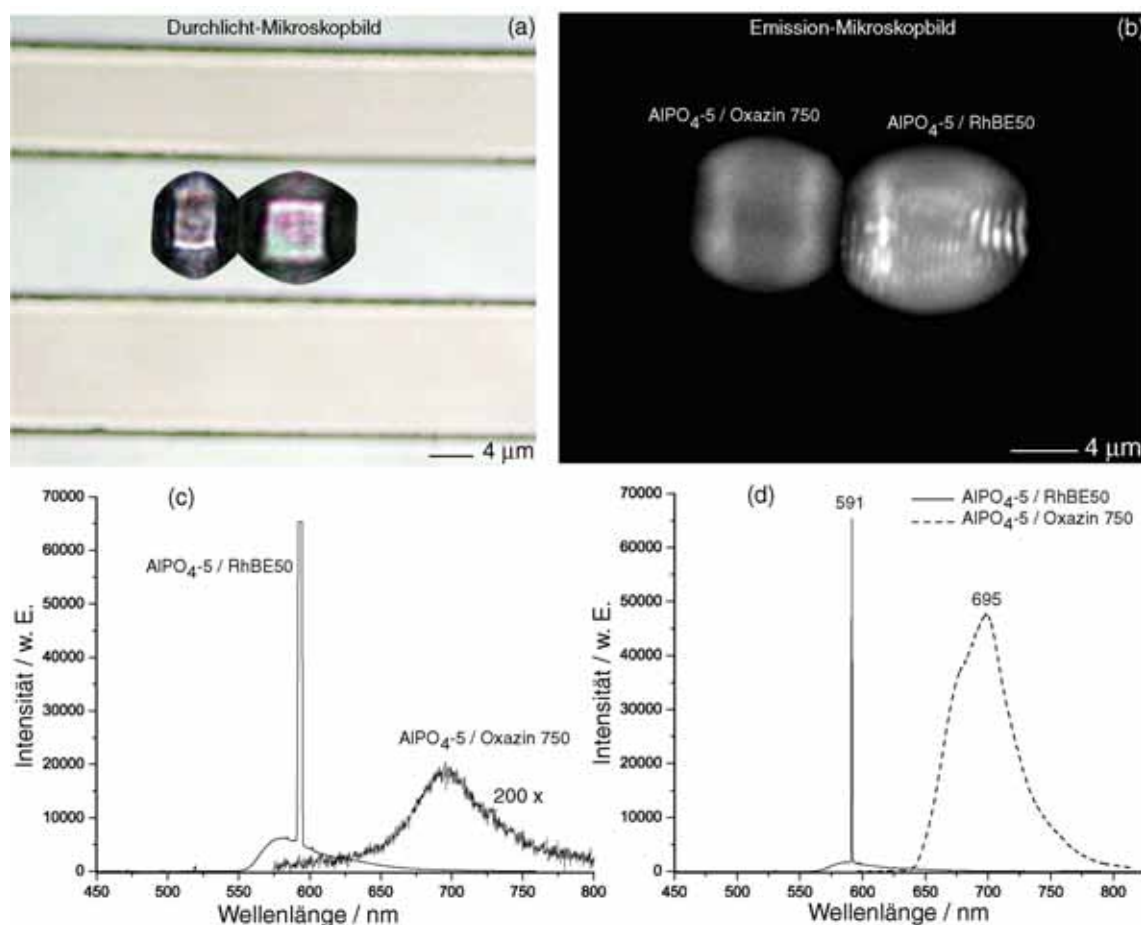 Durchlicht-Mikroskopbild
(a)
4 µm
Emission-Mikroskopbild
(b)
AlPO4-5 / Oxazin 750
AlPO4-5 / RhBE50
4 µm
(c)
70000
60000
50000
40000
30000
20000
10000
0
Intensität / w. E.
AlPO4-5 / RhBE50
AlPO4-5 / Oxazin 750
200 x
450
500
550
600
650
700
750
800
Wellenlänge / nm
(d)
70000
60000
50000
40000
30000
20000
10000
0
Intensität / w. E.
591
695
AlPO4-5 / RhBE50
AlPO4-5 / Oxazin 750
450
500
550
600
650
700
750
800
Wellenlänge / nm